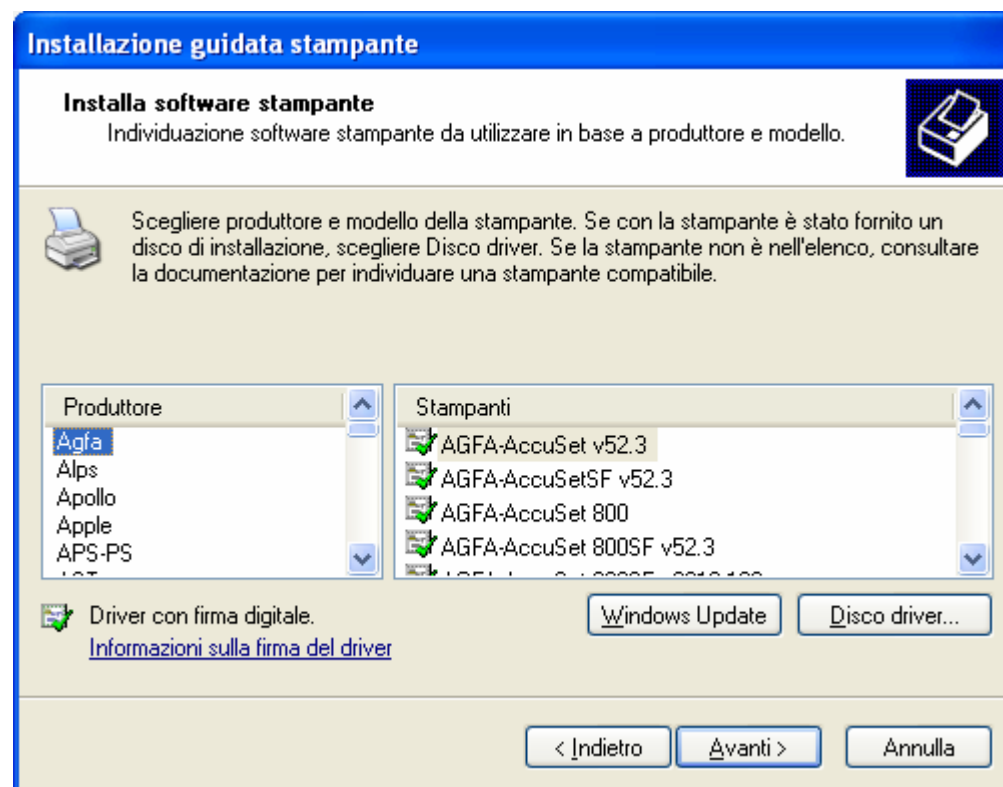 Installazione guidata stampante
Installa software stampante
Individuazione software stampante da utilizzare in base a produttore e modello.
Scegliere produttore e modello della stampante. Se con la stampante è stato fornito un
disco di installazione, scegliere Disco driver. Se la stampante non è nell'elenco, consultare
la documentazione per individuare una stampante compatibile.
Produttore
Agfa
Alps
Apollo
Apple
APS-PS
Stampanti
AGFA-AccuSet v52.3
AGFA-AccuSetSF v52.3
AGFA-AccuSet 800
AGFA-AccuSet 800SF v52.3
Driver con firma digitale.
Informazioni sulla firma del driver
Windows Update
Disco driver...
< Indietro
Avanti >
Annulla